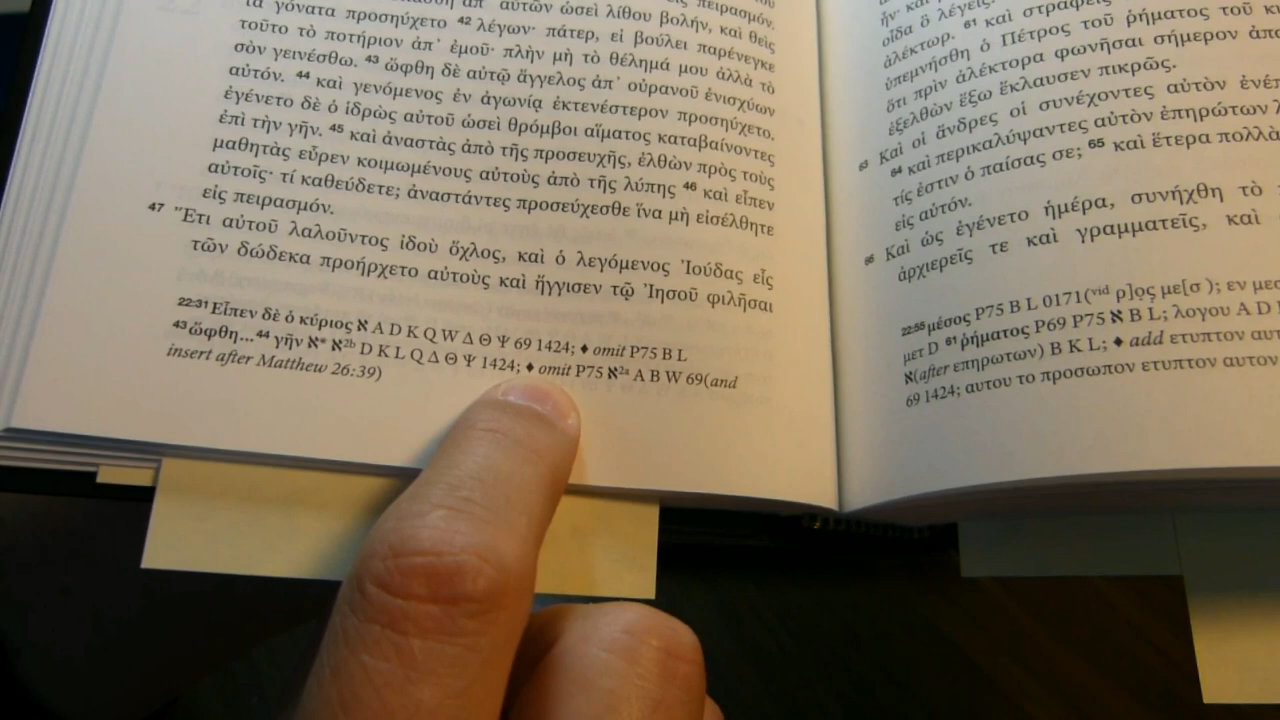 ἀπ᾽ αὐτῶν ὡσεὶ λίθου βολήν, καὶ θεὶς
τὰ γόνατα προσηύχετο 42 λέγων· πάτερ, εἰ βούλει παρένεγκε
τοῦτο τὸ ποτήριον ἀπ᾽ ἐμοῦ· πλὴν μὴ τὸ θέλημά μου ἀλλὰ τὸ
σὸν γεινέσθω. 43 ὤφθη δὲ αὐτῷ ἄγγελος ἀπ᾽ οὐρανοῦ ἐνισχύων
αὐτόν. 44 καὶ γενόμενος ἐν ἀγωνίᾳ ἐκτενέστερον προσηύχετο.
ἐγένετο δὲ ὁ ἱδρὼς αὐτοῦ ὡσεὶ θρόμβοι αἵματος καταβαίνοντες
ἐπὶ τὴν γῆν. 45 καὶ ἀναστὰς ἀπὸ τῆς προσευχῆς, ἐλθὼν πρὸς τοὺς
μαθητὰς εὗρεν κοιμωμένους αὐτοὺς ἀπὸ τῆς λύπης 46 καὶ εἶπεν
αὐτοῖς· τί καθεύδετε; ἀναστάντες προσεύχεσθε ἵνα μὴ εἰσέλθητε
εἰς πειρασμόν.
47 Ἔτι αὐτοῦ λαλοῦντος ἰδοὺ ὄχλος, καὶ ὁ λεγόμενος Ἰούδας εἷς
τῶν δώδεκα προήρχετο αὐτοὺς καὶ ἤγγισεν τῷ Ἰησοῦ φιλῆσαι
22:31 Εἶπεν δὲ ὁ κύριος ℵ A D K Q W Δ Θ Ψ 69 1424; ♦ omit P75 B L
43 ὤφθη... 44 γῆν ℵ* ℵ2b D K L Q Δ Θ Ψ 1424; ♦ omit P75 ℵ2a A B W 69(and
insert after Matthew 26:39)
οἶδα ὃ λέγεις.
ἀλέκτωρ. 61 καὶ στραφεὶς
ὑπεμνήσθη ὁ Πέτρος τοῦ ῥήματος τοῦ
ὅτι πρὶν ἀλέκτορα φωνῆσαι σήμερον
ἐξελθὼν ἔξω ἔκλαυσεν πικρῶς.
63 Καὶ οἱ ἄνδρες οἱ συνέχοντες αὐτὸν
64 καὶ περικαλύψαντες αὐτὸν ἐπηρώτων
τίς ἐστιν ὁ παίσας σε; 65 καὶ ἕτερα πολλὰ
εἰς αὐτόν.
66 Καὶ ὡς ἐγένετο ἡμέρα, συνήχθη τὸ
ἀρχιερεῖς τε καὶ γραμματεῖς, καὶ
22:55 μέσος P75 B L 0171(vid ρ]ος με[σ ); εν
μετ D 61 ῥήματος P69 P75 ℵ B L; λογου A D
ℵ(after επηρωτων) B K L; ♦ add ετυπτον
69 1424; αυτου το προσωπον ετυπτον αυτον